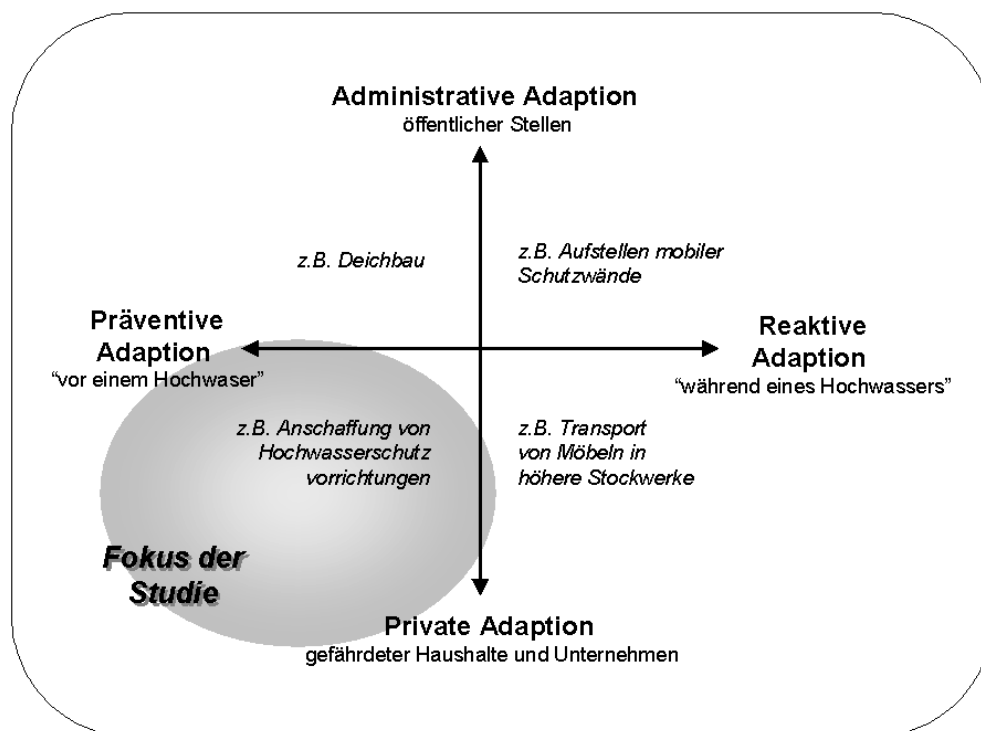 Administrative Adaption
öffentlicher Stellen
z.B. Deichbau
z.B. Aufstellen mobiler
Schutzwände
Präventive
Adaption
“vor einem Hochwaser”
Reaktive
Adaption
“während eines Hochwassers”
z.B. Anschaffung von
Hochwasserschutz
vorrichtungen
z.B. Transport
von Möbeln in
höhere Stockwerke
Fokus der
Studie
Private Adaption
gefährdeter Haushalte und Unternehmen